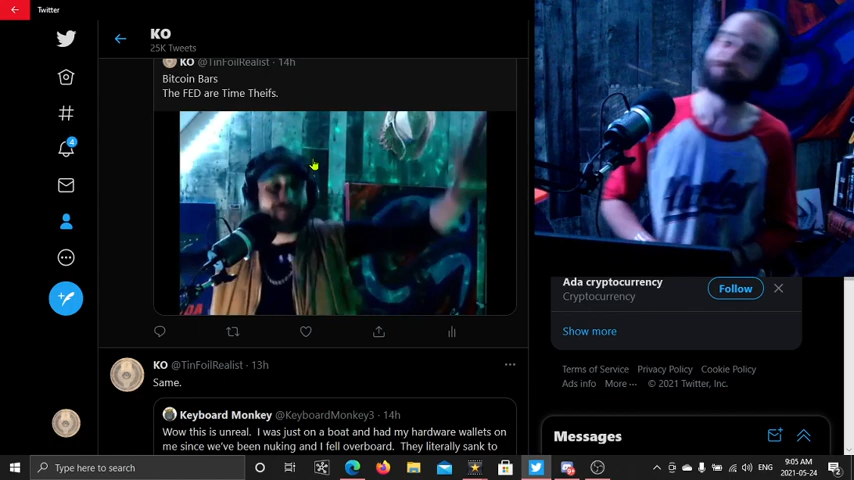 Twitter
KO
25K Tweets
KO @TinFoilRealist · 14h
Bitcoin Bars
The FED are Time Theifs.
KO @TinFoilRealist · 13h
Same.
Keyboard Monkey @KeyboardMonkey3 · 14h
Wow this is unreal. I was just on a boat and had my hardware wallets on
me since we've been nuking and I fell overboard. They literally sank to
4
Ada cryptocurrency
Cryptocurrency
Follow
Show more
Terms of Service Privacy Policy Cookie Policy
Ads info More ··· © 2021 Twitter, Inc.
Messages
Type here to search
ENG
9:05 AM
2021-05-24
2